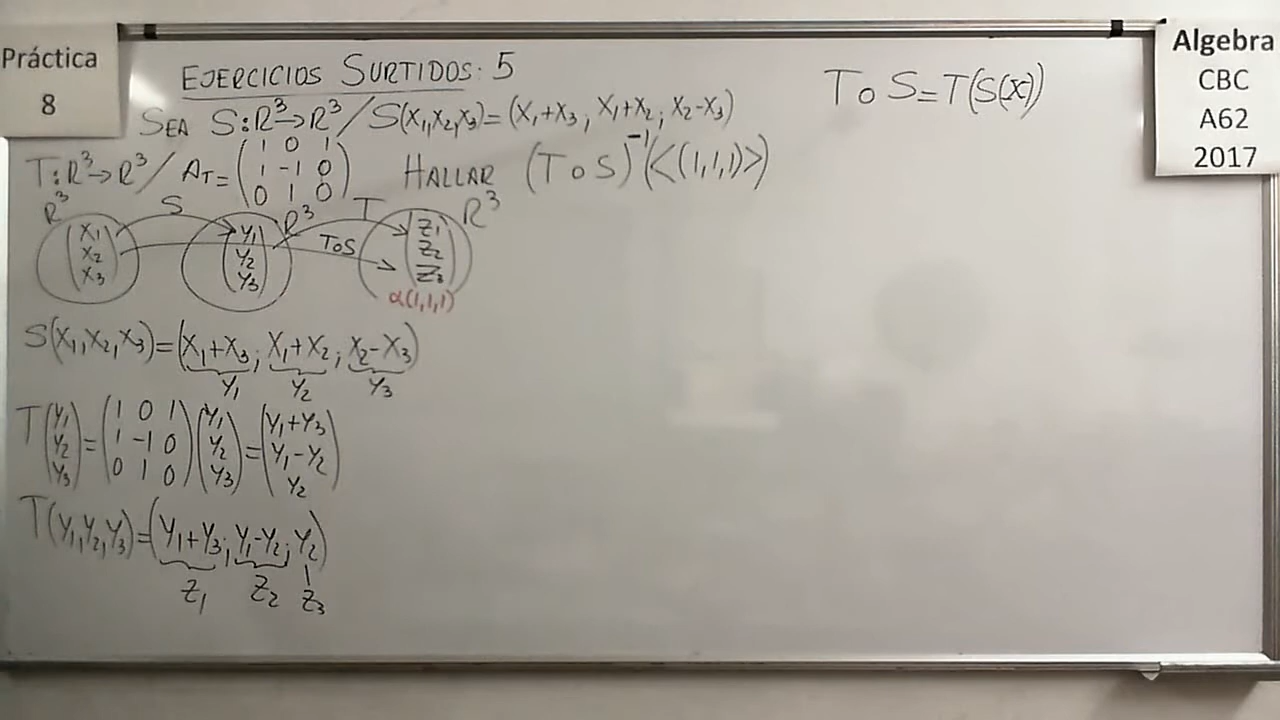 Práctica
8
EJERCICIOS SURTIDOS: 5
SEA S:R³→R³/S(X₁,X₂,X₃)=(X₁+X₃; X₁+X₂; X₂-X₃)
T:R³→R³/ A_T=(1 0 1
1 -1 0
0 1 0) HALLAR (T o S)⁻¹(<(1,1,1)>)
T o S=T(S(X))
Algebra
CBC
A62
2017
R³ S R³ T R³
(X₁
X₂
X₃)
(Y₁
Y₂
Y₃)
ToS
(Z₁
Z₂
Z₃)
α(1,1,1)
S(X₁,X₂,X₃)=(X₁+X₃; X₁+X₂; X₂-X₃)
Y₁ Y₂ Y₃
T(Y₁ Y₂ Y₃)=(1 0 1
1 -1 0
0 1 0)(Y₁ Y₂ Y₃)=(Y₁+Y₃
Y₁-Y₂
Y₂)
T(Y₁,Y₂,Y₃)=(Y₁+Y₃; Y₁-Y₂; Y₂)
Z₁ Z₂ Z₃